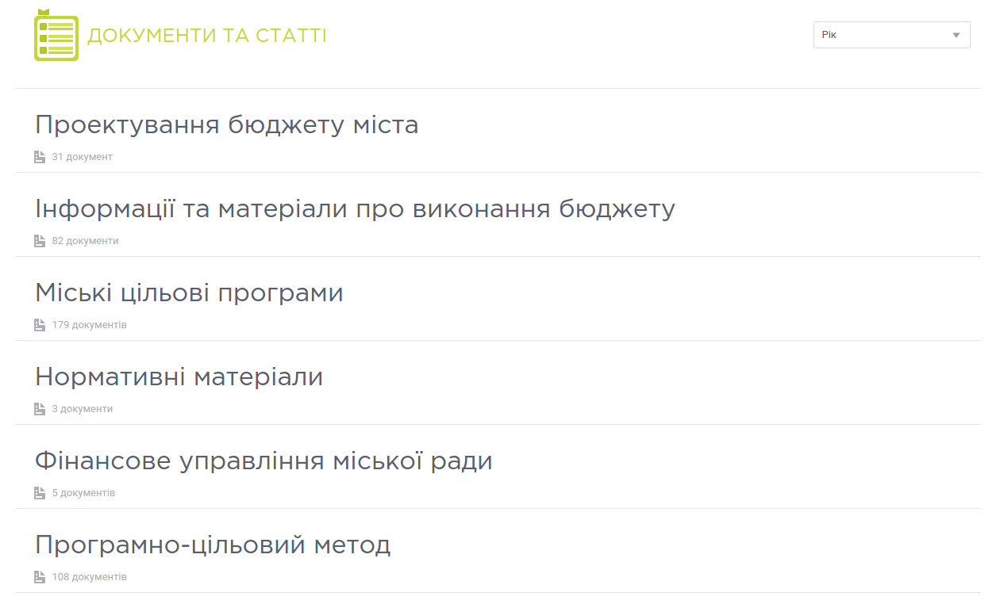 ДОКУМЕНТИ ТА СТАТТІ
Рік
Проектування бюджету міста
31 документ
Інформації та матеріали про виконання бюджету
82 документи
Міські цільові програми
179 документів
Нормативні матеріали
3 документи
Фінансове управління міської ради
5 документів
Програмно-цільовий метод
108 документів